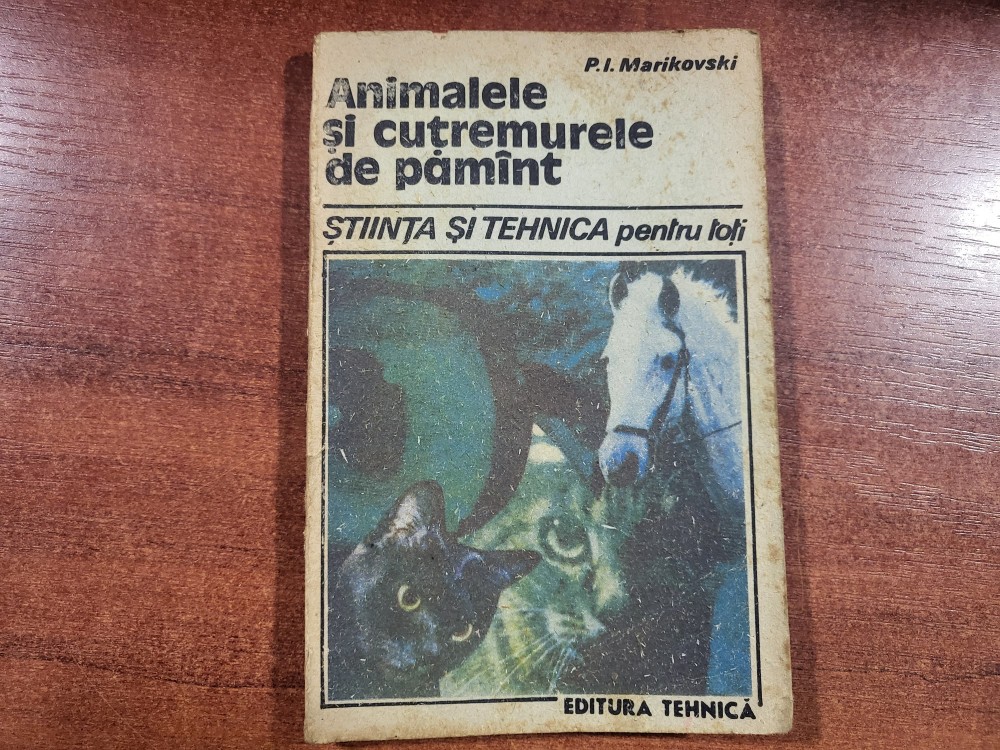 P.I. Marikovski
Animalele
și cutremurele
de pămînt
ȘTIINȚA ȘI TEHNICA pentru toți
EDITURA TEHNICĂ